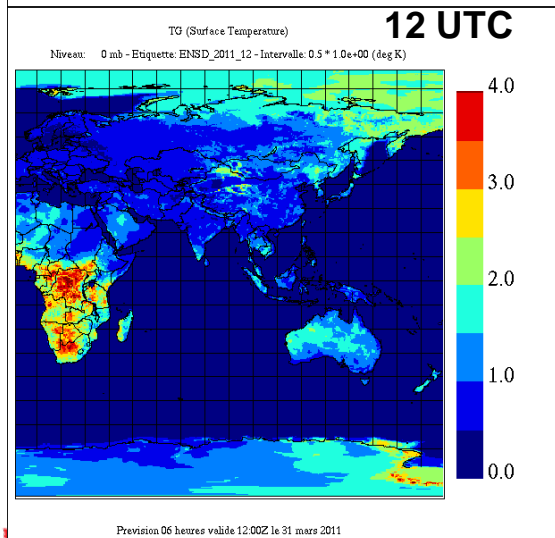 12 UTC
TG (Surface Temperature)
Niveau: 0 mb - Etiquette: ENSD_2011_12 - Intervalle: 0.5 * 1.0e+00 (deg K)
4.0
3.0
2.0
1.0
0.0
Prevision 06 heures valide 12:00Z le 31 mars 2011